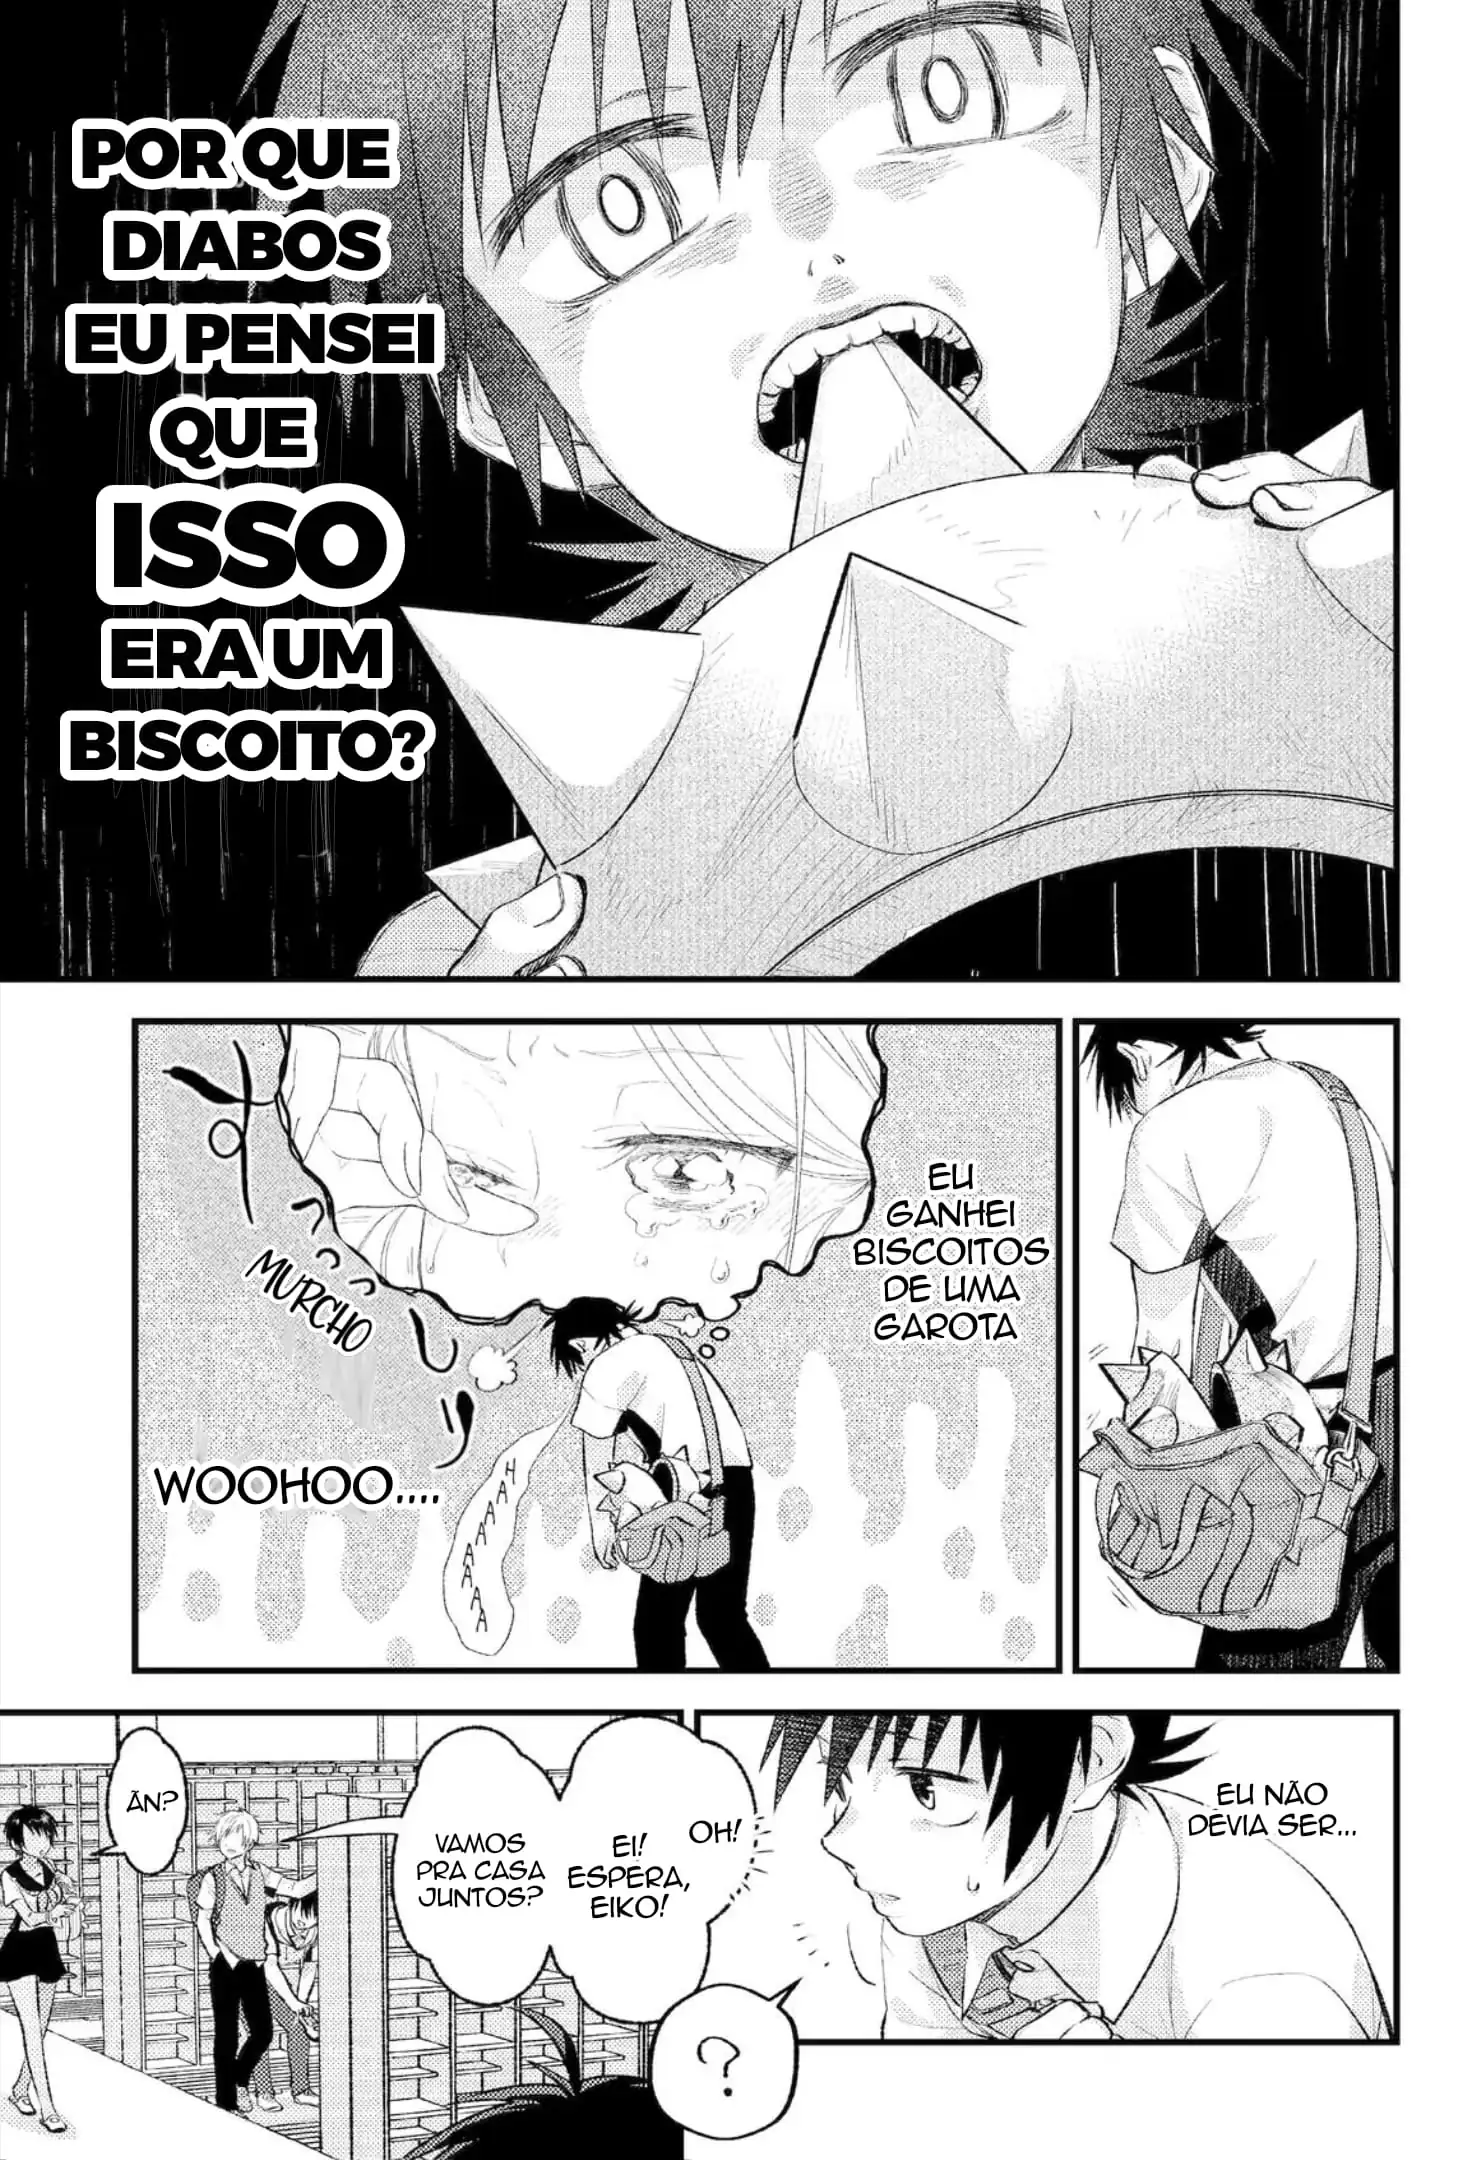 POR QUE
DIABOS
EU PENSEI
QUE
ISSO
ERA UM
BISCOITO?
EU
GANHEI
BISCOITOS
DE UMA
GAROTA
MURCHO
WOOHOO....
HAAAAAAAA
EU NÃO
DEVIA SER...
OH!
EI!
ESPERA,
EIKO!
VAMOS
PRA CASA
JUNTOS?
ÃN?
?